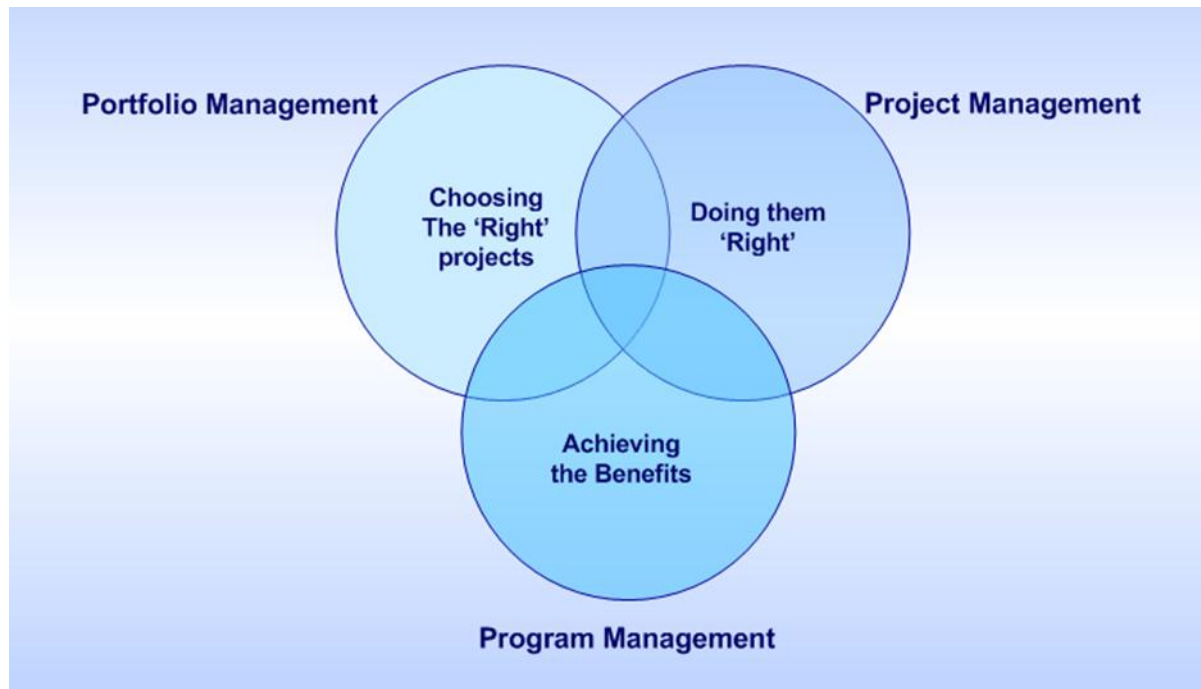 Portfolio Management
Project Management
Choosing
The ‘Right’
projects
Doing them
‘Right’
Achieving
the Benefits
Program Management